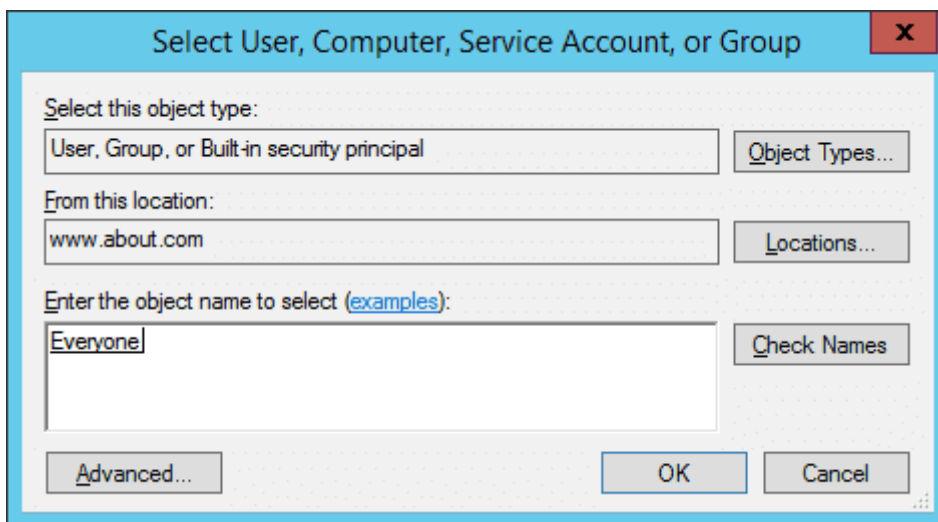 Select User, Computer, Service Account, or Group
x
Select this object type:
User, Group, or Built-in security principal
Object Types...
From this location:
www.about.com
Locations...
Enter the object name to select (examples):
Everyone
Check Names
Advanced...
OK
Cancel